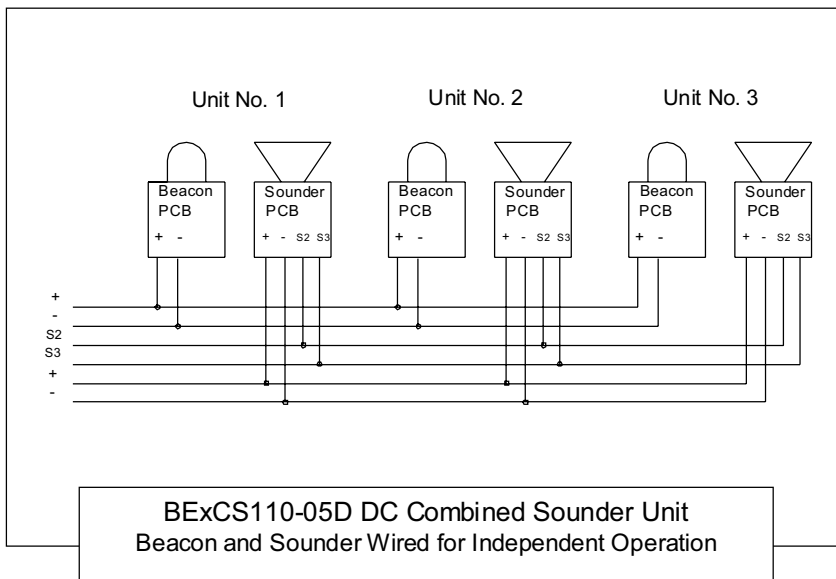 Unit No. 1 Unit No. 2 Unit No. 3
Beacon Sounder Beacon Sounder Beacon Sounder
PCB PCB PCB PCB PCB PCB
+ - + - S2 S3 + - + - S2 S3 + - + - S2 S3
+
-
S2
S3
+
-
BExCS110-05D DC Combined Sounder Unit
Beacon and Sounder Wired for Independent Operation